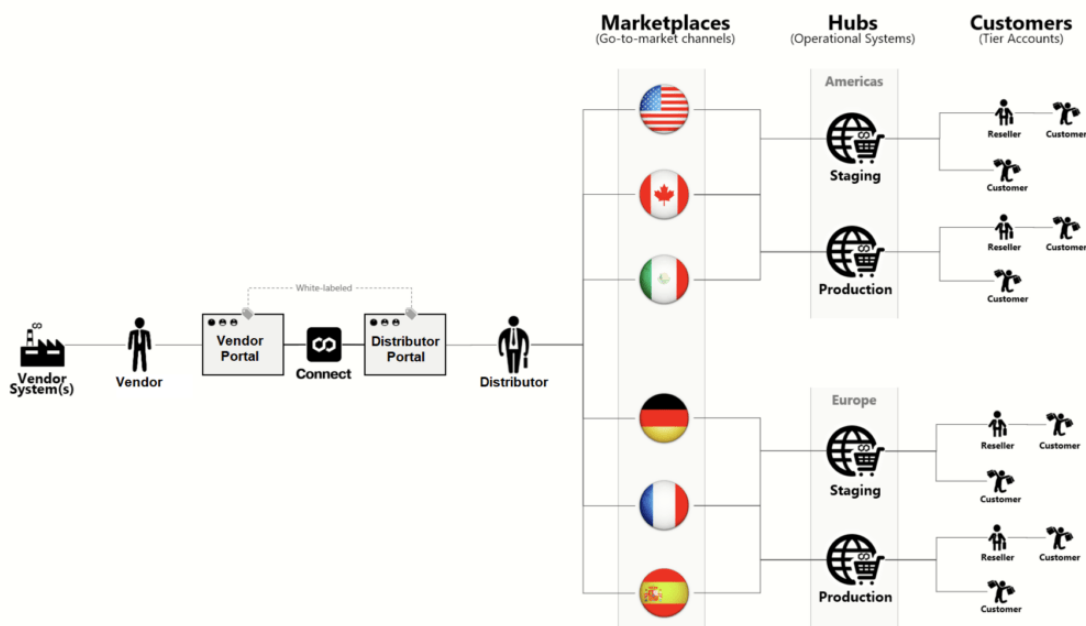 Marketplaces
(Go-to-market channels)
Hubs
(Operational Systems)
Customers
(Tier Accounts)
Americas
Staging
Reseller
Customer
Customer
Production
Reseller
Customer
Customer
White-labeled
Vendor
System(s)
Vendor
Vendor
Portal
Connect
Distributor
Portal
Distributor
Europe
Staging
Reseller
Customer
Customer
Production
Reseller
Customer
Customer